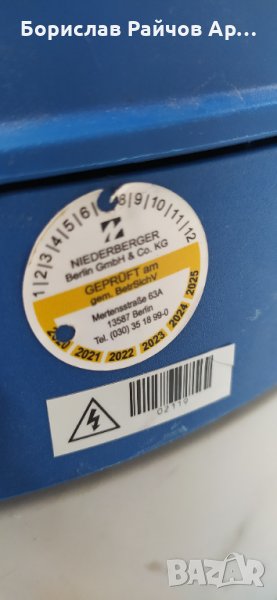 Борислав Райчов Ар...
1|2|3|4|5|6 8|9|10|11|12
NIEDERBERGER
Berlin GmbH & Co. KG
GEPRÜFT am
gem. BetrSichV
Mertensstraße 63A
13587 Berlin
Tel. (030) 35 18 99-0
2020 2021 2022 2023 2024 2025
02119
BAZAR